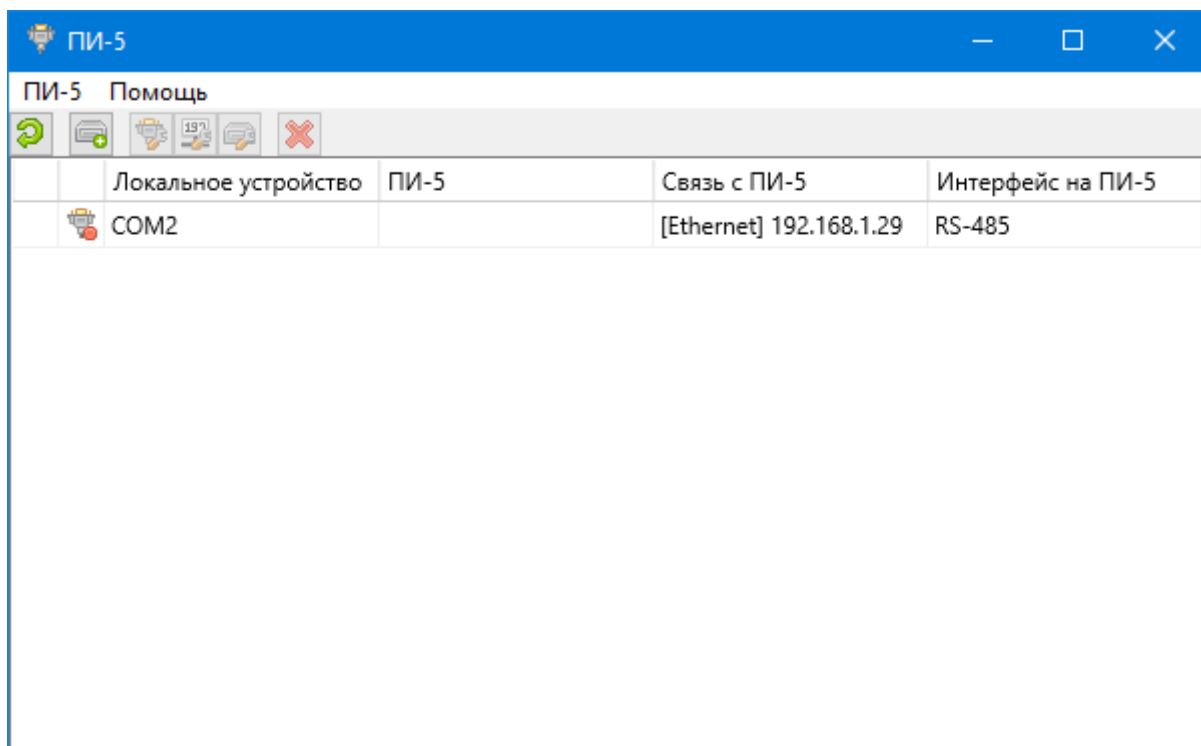 ПИ-5
ПИ-5 Помощь
197
Локальное устройство ПИ-5 Связь с ПИ-5 Интерфейс на ПИ-5
COM2 [Ethernet] 192.168.1.29 RS-485